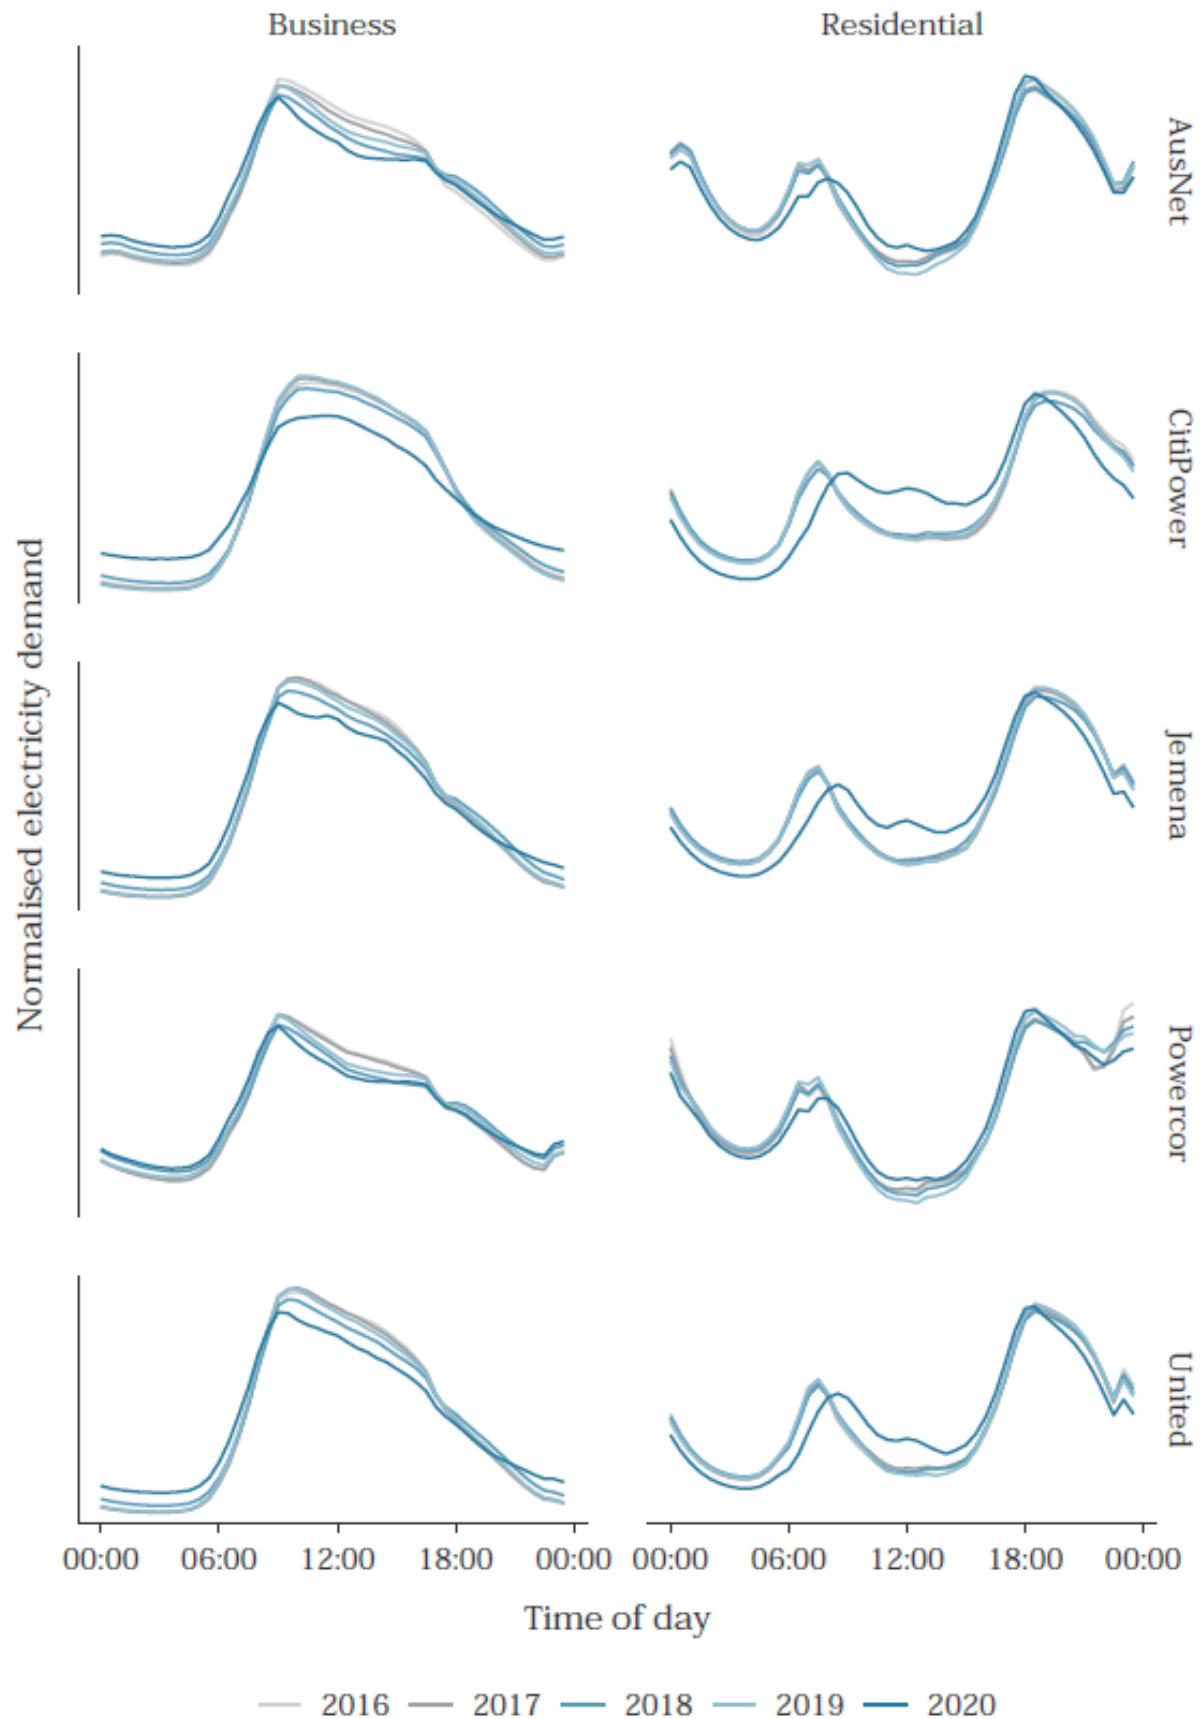 Business Residential
AusNet
CitiPower
Jemena
Powercor
United
Normalised electricity demand
00:00 06:00 12:00 18:00 00:00 00:00 06:00 12:00 18:00 00:00
Time of day
2016 2017 2018 2019 2020